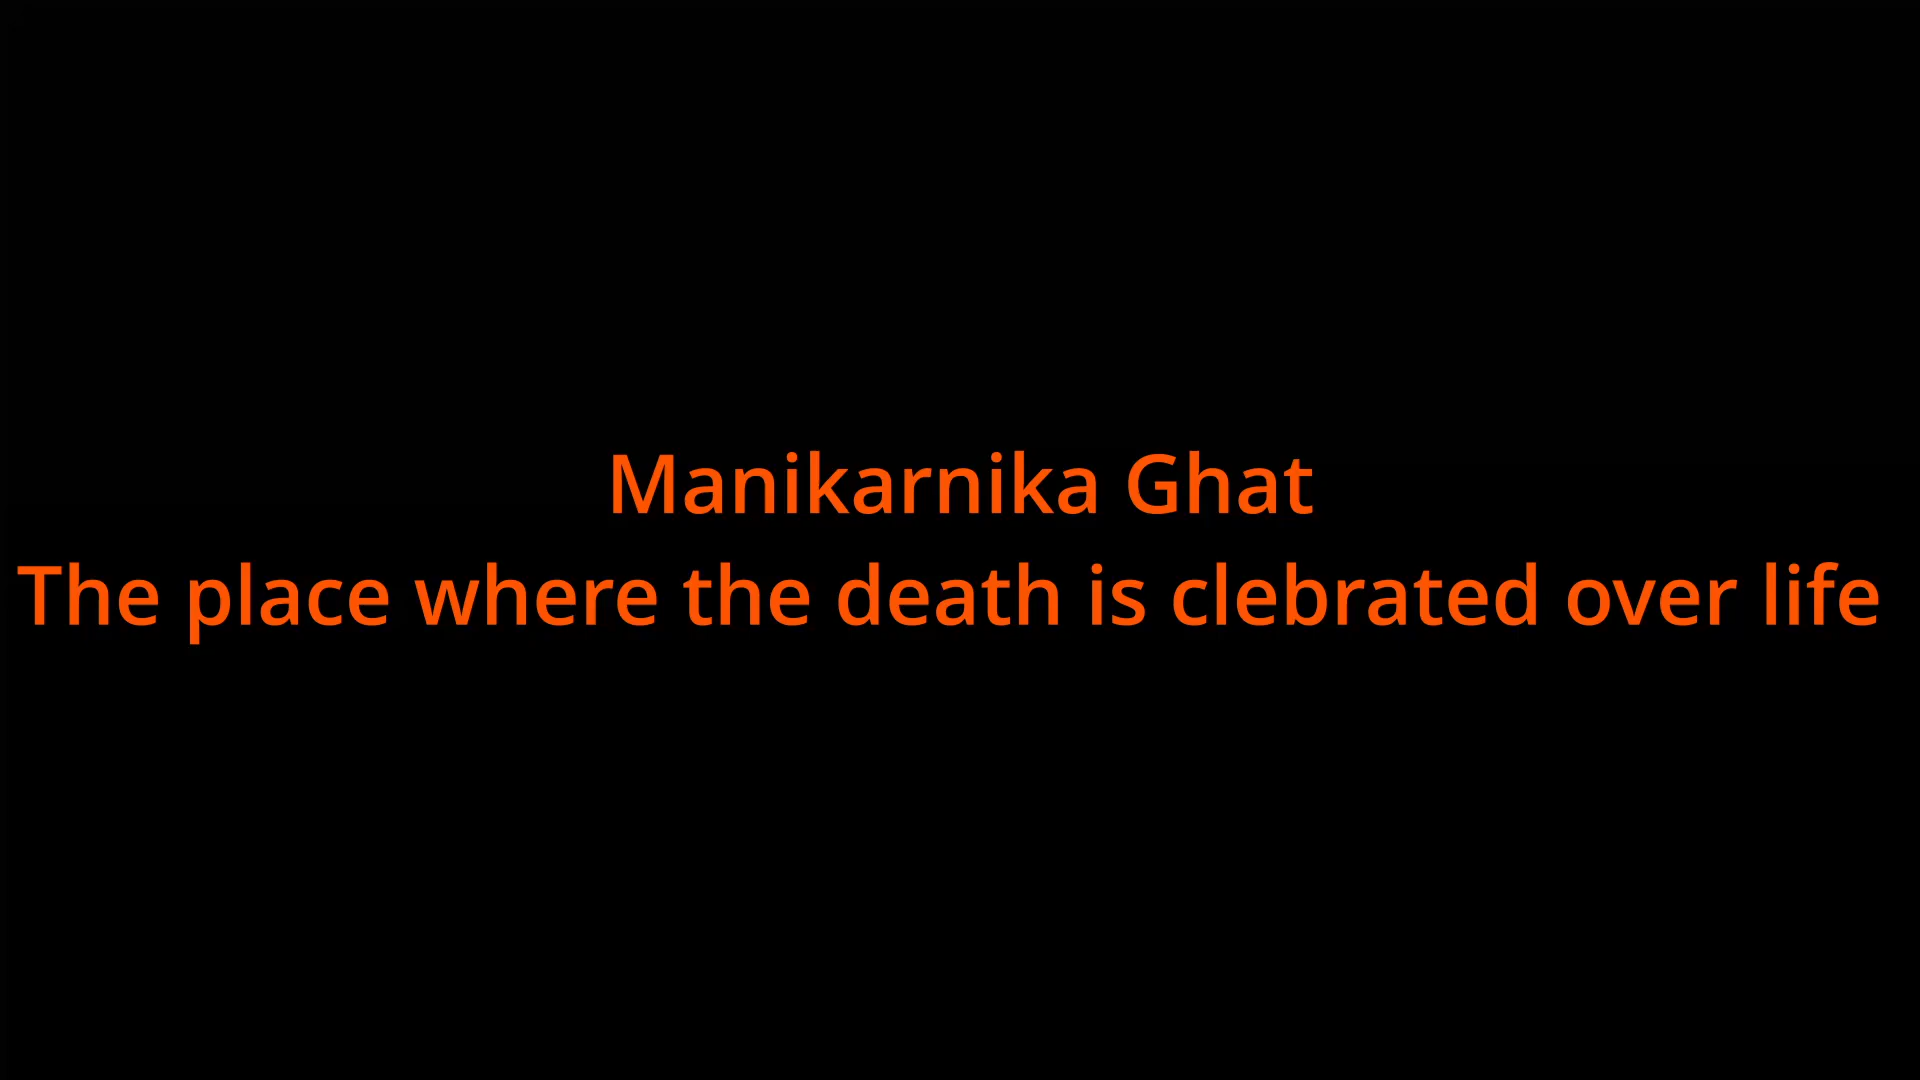 Manikarnika Ghat
The place where the death is clebrated over life